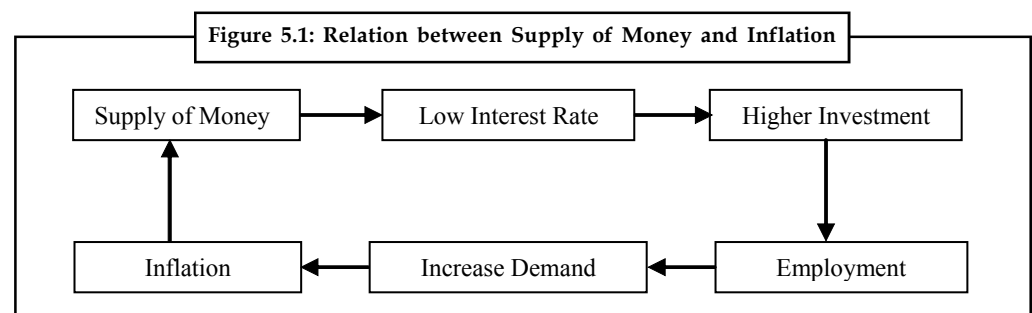 Figure 5.1: Relation between Supply of Money and Inflation
Supply of Money
Low Interest Rate
Higher Investment
Inflation
Increase Demand
Employment